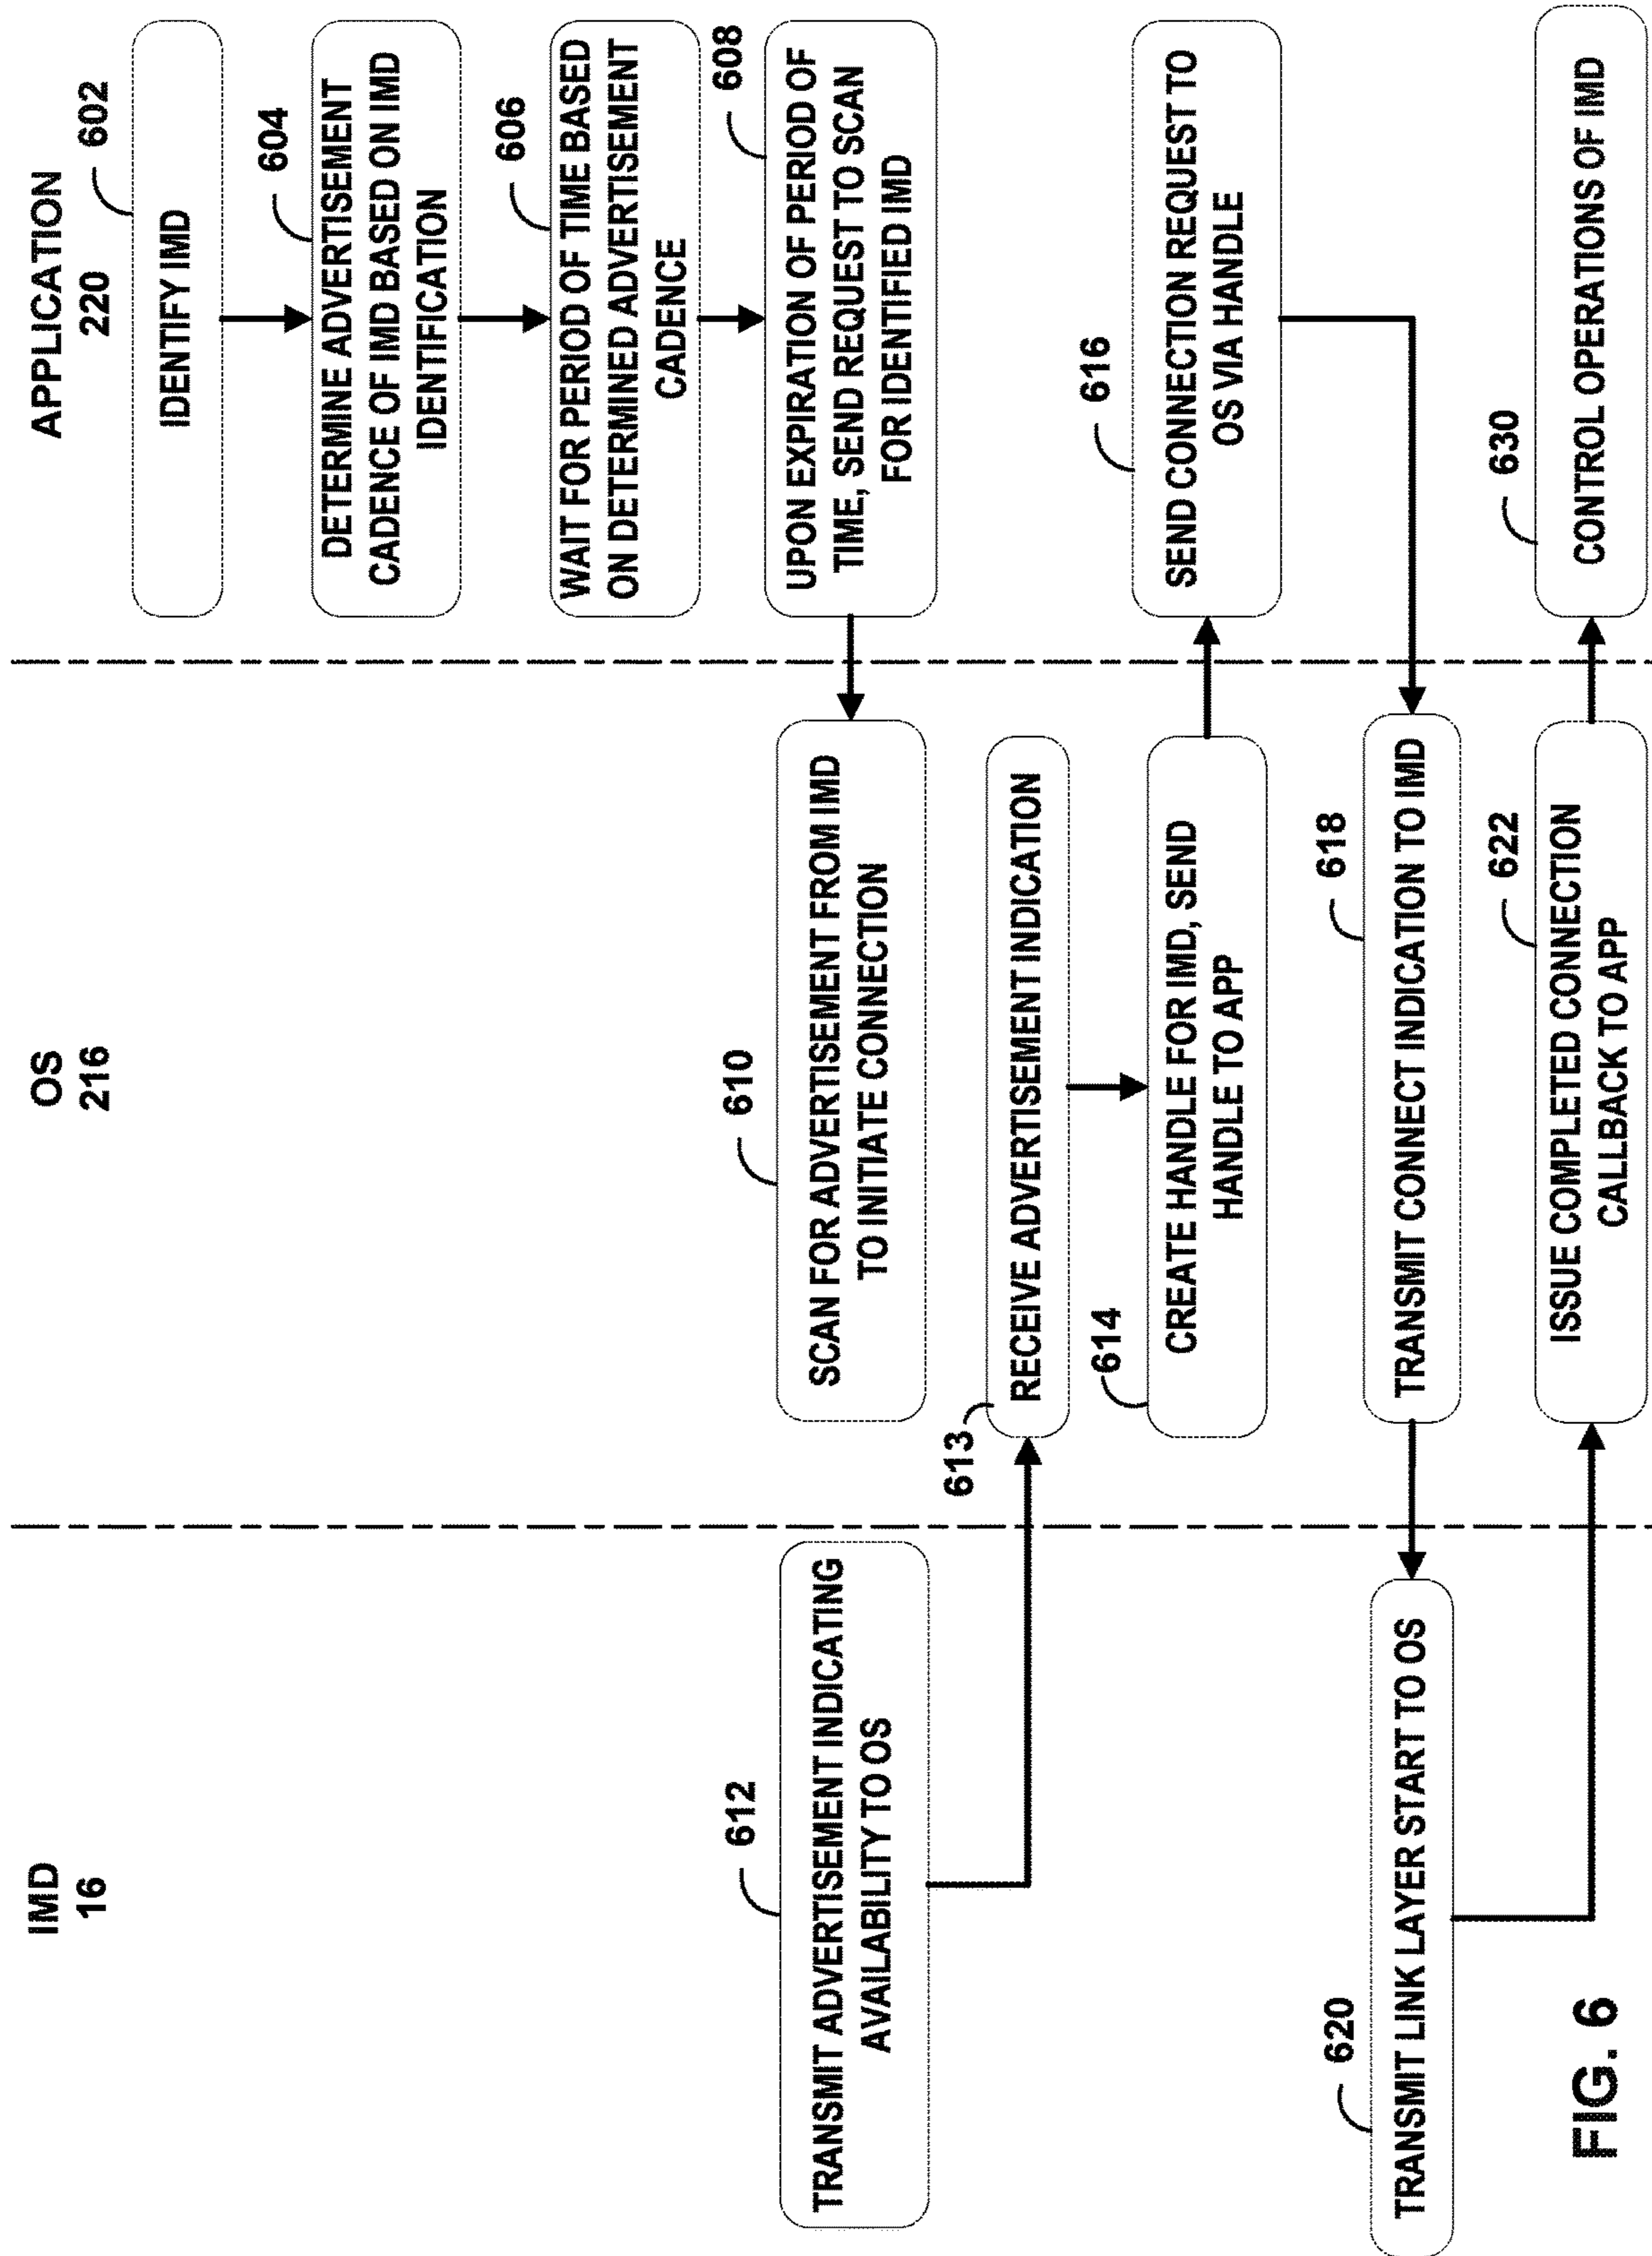 IMD
16
OS
216
APPLICATION
220
602
IDENTIFY IMD
604
DETERMINE ADVERTISEMENT
CADENCE OF IMD BASED ON IMD
IDENTIFICATION
606
WAIT FOR PERIOD OF TIME BASED
ON DETERMINED ADVERTISEMENT
CADENCE
608
UPON EXPIRATION OF PERIOD OF
TIME, SEND REQUEST TO SCAN
FOR IDENTIFIED IMD
610
SCAN FOR ADVERTISEMENT FROM IMD
TO INITIATE CONNECTION
612
TRANSMIT ADVERTISEMENT INDICATING
AVAILABILITY TO OS
613
RECEIVE ADVERTISEMENT INDICATION
614
CREATE HANDLE FOR IMD, SEND
HANDLE TO APP
616
SEND CONNECTION REQUEST TO
OS VIA HANDLE
618
TRANSMIT CONNECT INDICATION TO IMD
620
TRANSMIT LINK LAYER START TO OS
622
ISSUE COMPLETED CONNECTION
CALLBACK TO APP
630
CONTROL OPERATIONS OF IMD
FIG. 6